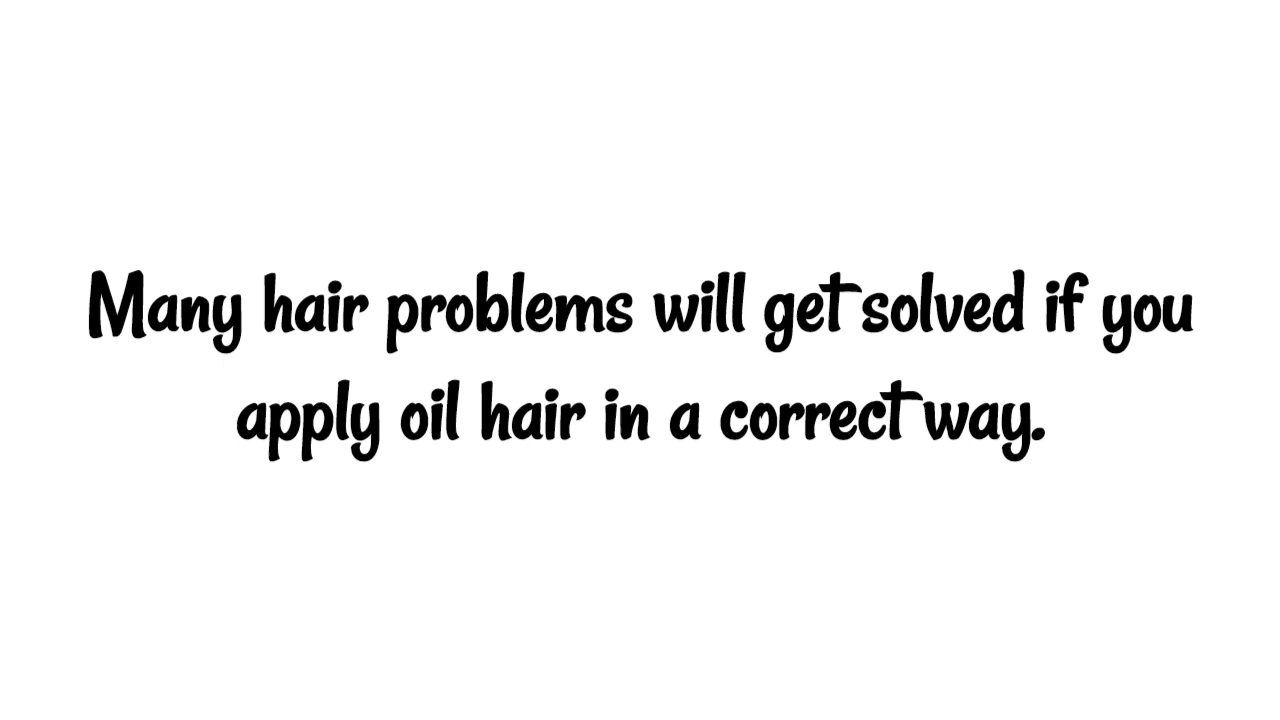 Many hair problems will get solved if you
apply oil hair in a correct way.